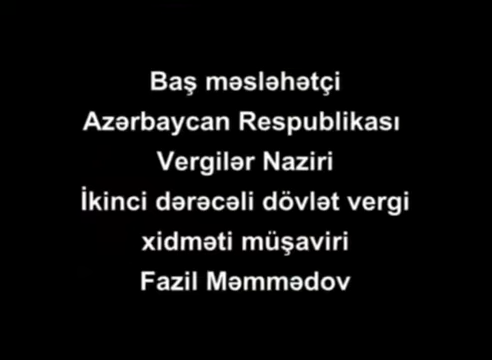 Baş məsləhətçi
Azərbaycan Respublikası
Vergilər Naziri
İkinci dərəcəli dövlət vergi
xidməti müşaviri
Fazil Məmmədov